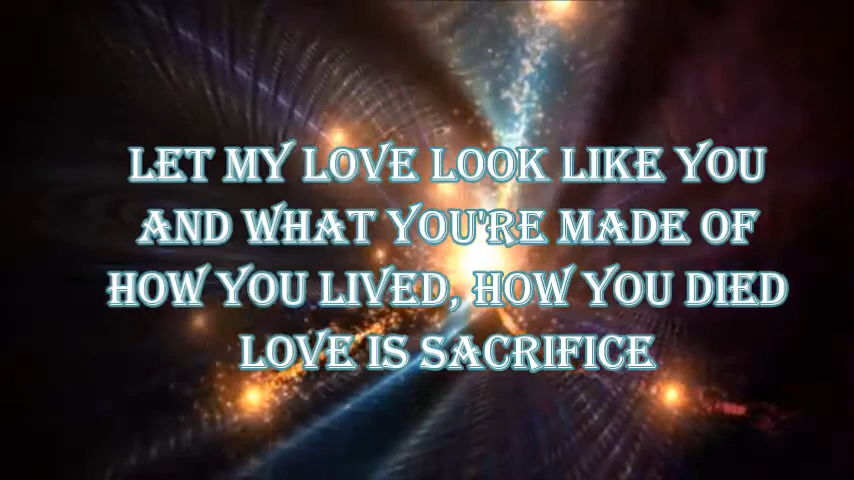 LET MY LOVE LOOK LIKE YOU
AND WHAT YOU'RE MADE OF
HOW YOU LIVED, HOW YOU DIED
LOVE IS SACRIFICE